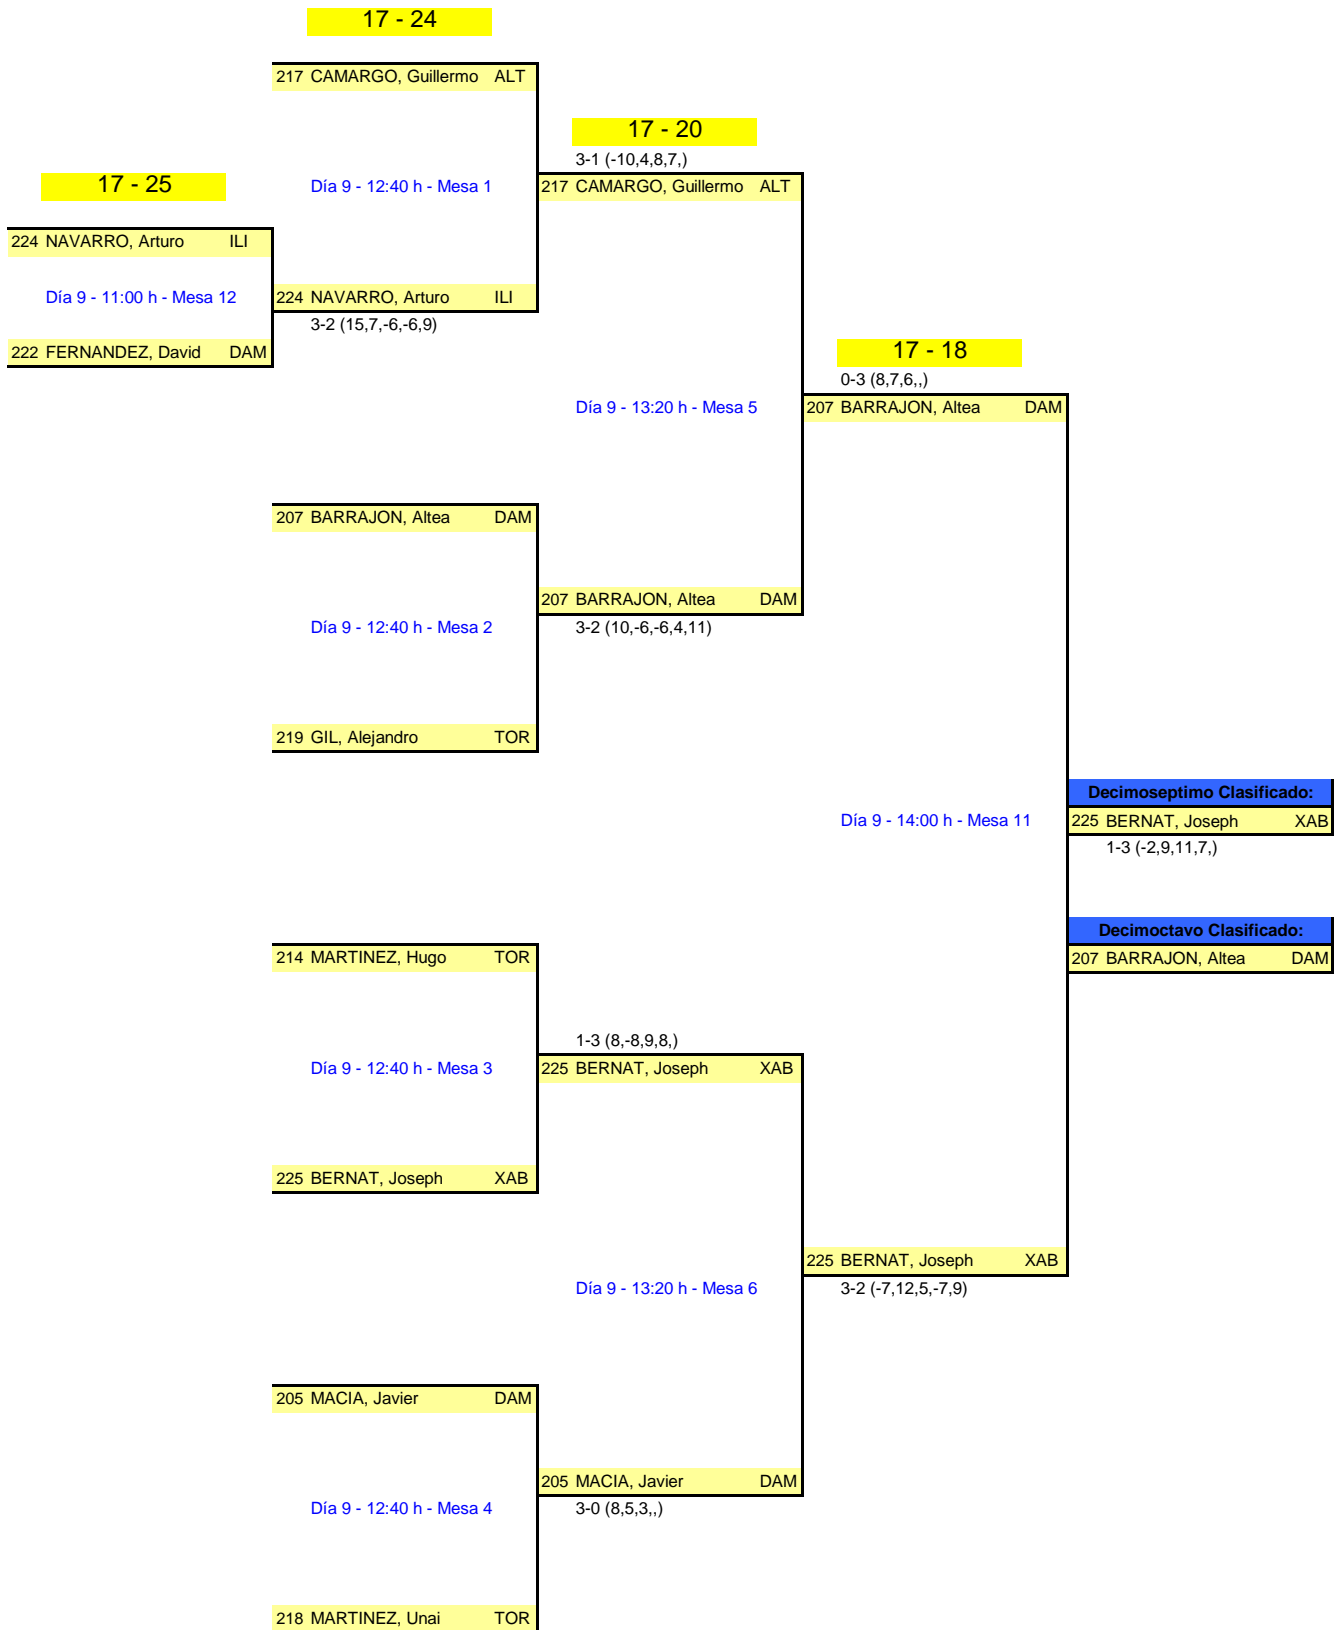 17 - 24
217 CAMARGO, Guillermo ALT
17 - 20
3-1 (-10,4,8,7,)
17 - 25
Día 9 - 12:40 h - Mesa 1
217 CAMARGO, Guillermo ALT
224 NAVARRO, Arturo ILI
Día 9 - 11:00 h - Mesa 12
224 NAVARRO, Arturo ILI
3-2 (15,7,-6,-6,9)
222 FERNANDEZ, David DAM
17 - 18
0-3 (8,7,6,,)
Día 9 - 13:20 h - Mesa 5
207 BARRAJON, Altea DAM
207 BARRAJON, Altea DAM
207 BARRAJON, Altea DAM
Día 9 - 12:40 h - Mesa 2
3-2 (10,-6,-6,4,11)
219 GIL, Alejandro TOR
Decimoseptimo Clasificado:
Día 9 - 14:00 h - Mesa 11
225 BERNAT, Joseph XAB
1-3 (-2,9,11,7,)
Decimoctavo Clasificado:
214 MARTINEZ, Hugo TOR
207 BARRAJON, Altea DAM
1-3 (8,-8,9,8,)
Día 9 - 12:40 h - Mesa 3
225 BERNAT, Joseph XAB
225 BERNAT, Joseph XAB
225 BERNAT, Joseph XAB
Día 9 - 13:20 h - Mesa 6
3-2 (-7,12,5,-7,9)
205 MACIA, Javier DAM
205 MACIA, Javier DAM
Día 9 - 12:40 h - Mesa 4
3-0 (8,5,3,,)
218 MARTINEZ, Unai TOR